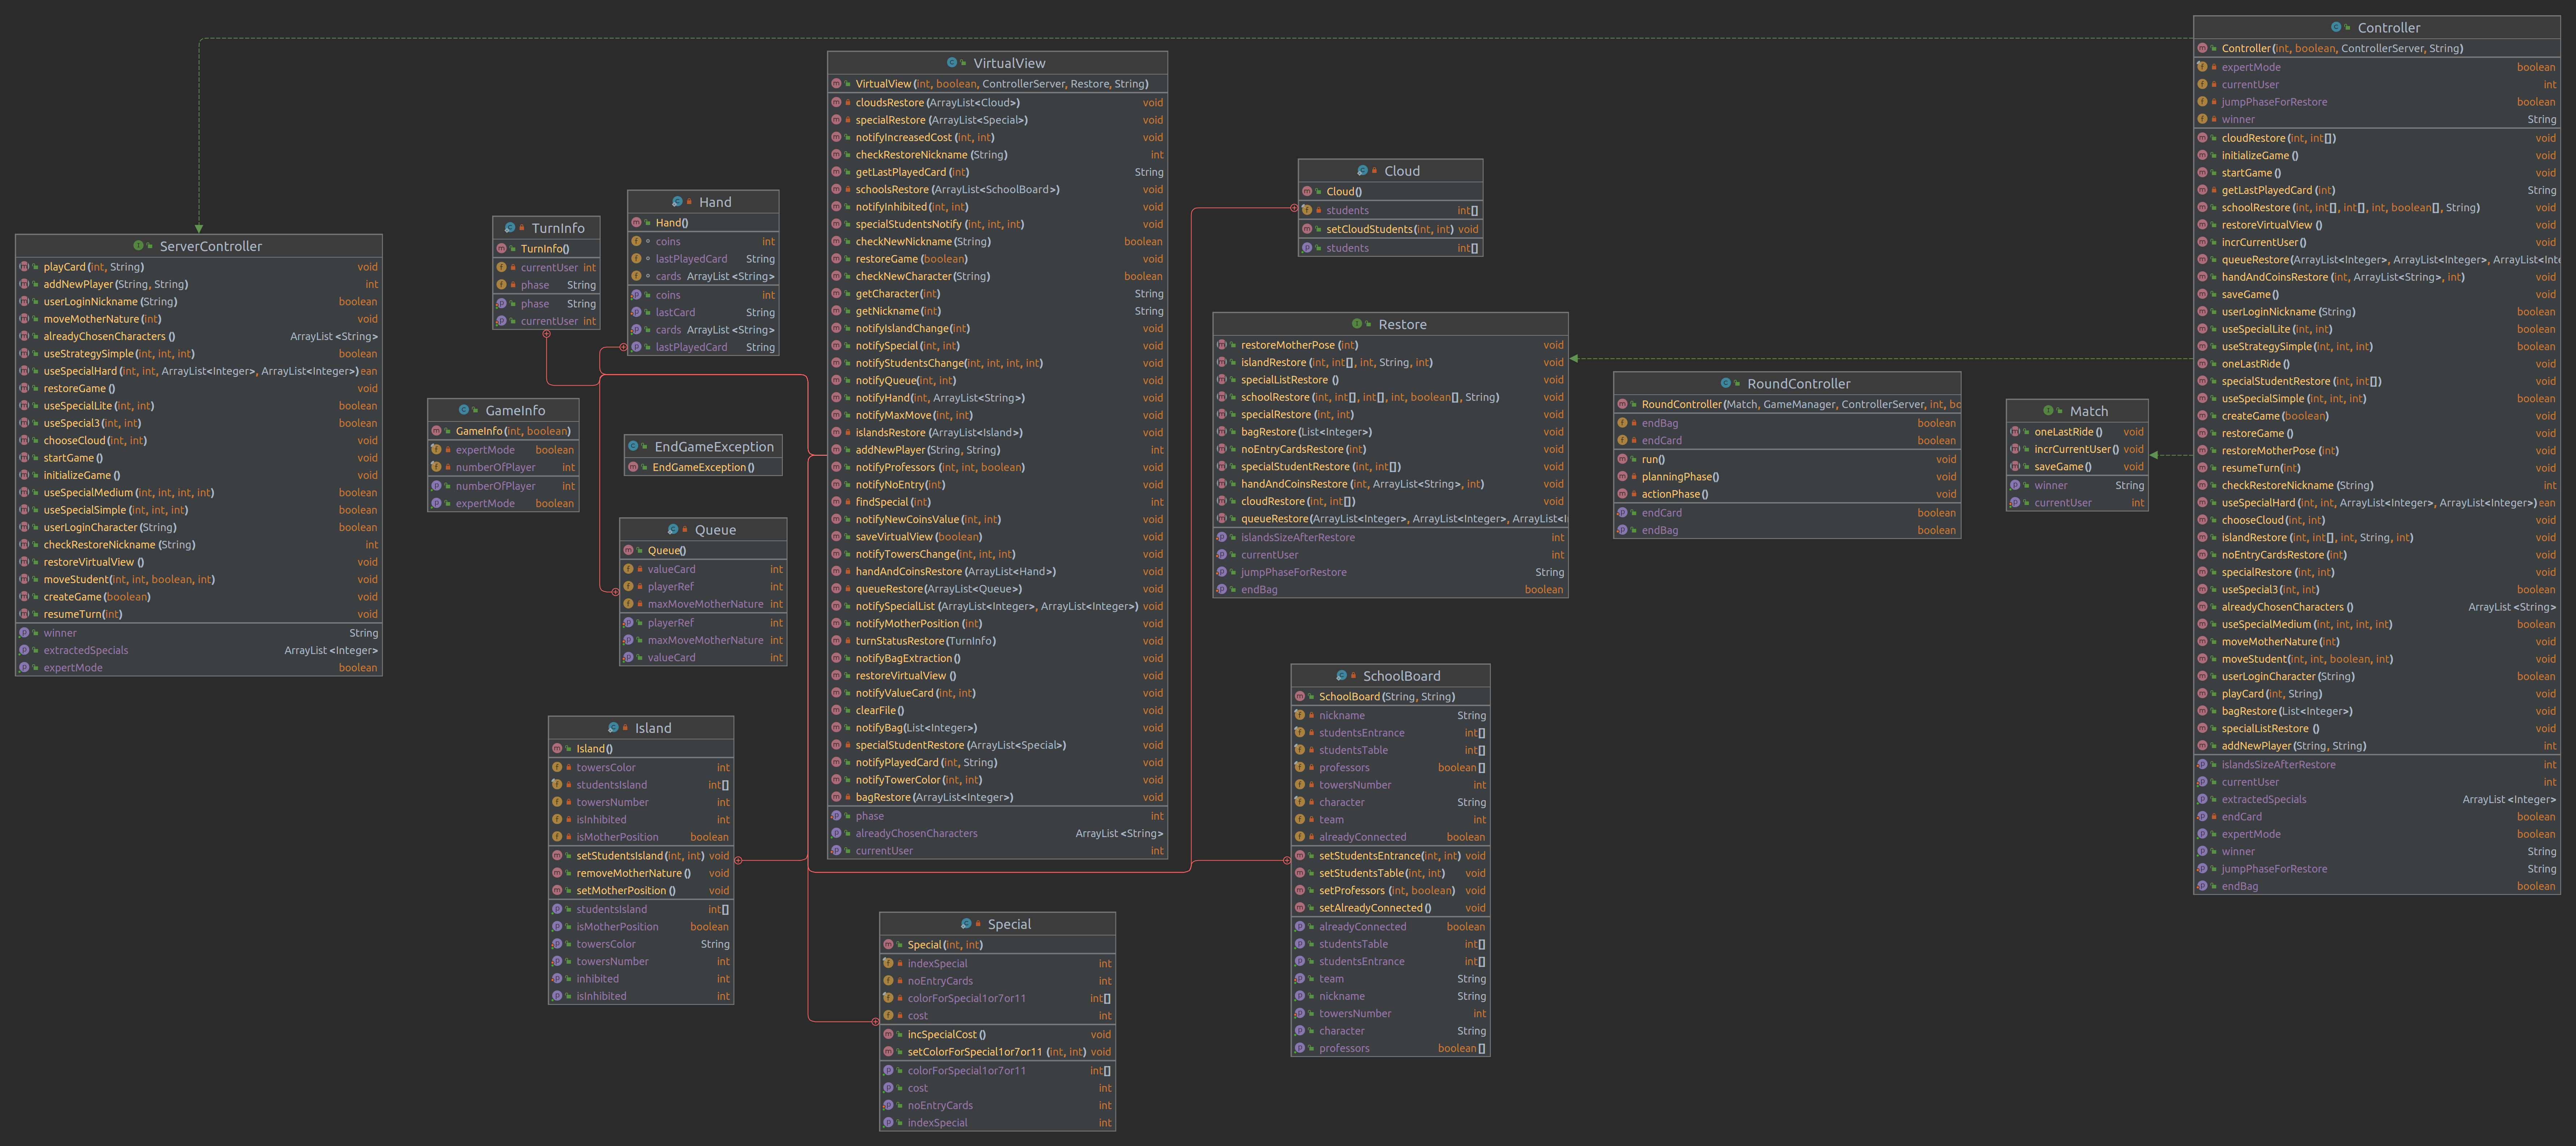 ServerController
playCard(int, String) void
addNewPlayer(String, String) int
userLoginNickname(String) boolean
moveMotherNature(int) void
alreadyChosenCharacters() ArrayList<String>
useStrategySimple(int, int, int) boolean
useSpecialHard(int, int, ArrayList<Integer>, ArrayList<Integer>) ean
restoreGame() void
useSpecialLite(int, int) boolean
useSpecial3(int, int) boolean
chooseCloud(int, int) void
startGame() void
initializeGame() void
useSpecialMedium(int, int, int, int) boolean
useSpecialSimple(int, int, int) boolean
userLoginCharacter(String) boolean
checkRestoreNickname(String) int
restoreVirtualView() void
moveStudent(int, int, boolean, int) void
createGame(boolean) void
resumeTurn(int) void
winner String
extractedSpecials ArrayList<Integer>
expertMode boolean
TurnInfo
TurnInfo()
currentUser int
phase String
phase String
currentUser int
Hand
Hand()
coins int
lastPlayedCard String
cards ArrayList<String>
coins int
lastCard String
cards ArrayList<String>
lastPlayedCard String
GameInfo
GameInfo(int, boolean)
expertMode boolean
numberOfPlayer int
numberOfPlayer int
expertMode boolean
EndGameException
EndGameException()
Queue
Queue()
valueCard int
playerRef int
maxMoveMotherNature int
playerRef int
maxMoveMotherNature int
valueCard int
Island
Island()
towersColor int
studentsIsland int[]
towersNumber int
isInhibited int
isMotherPosition boolean
setStudentsIsland(int, int) void
removeMotherNature() void
setMotherPosition() void
studentsIsland int[]
isMotherPosition boolean
towersColor String
towersNumber int
inhibited int
isInhibited int
VirtualView
VirtualView(int, boolean, ControllerServer, Restore, String)
cloudsRestore(ArrayList<Cloud>) void
specialRestore(ArrayList<Special>) void
notifyIncreasedCost(int, int) void
checkRestoreNickname(String) int
getLastPlayedCard(int) String
schoolsRestore(ArrayList<SchoolBoard>) void
notifyInhibited(int, int) void
specialStudentsNotify(int, int, int) void
checkNewNickname(String) boolean
restoreGame(boolean) void
checkNewCharacter(String) boolean
getCharacter(int) String
getNickname(int) String
notifyIslandChange(int) void
notifySpecial(int, int) void
notifyStudentsChange(int, int, int, int) void
notifyQueue(int, int) void
notifyHand(int, ArrayList<String>) void
notifyMaxMove(int, int) void
islandsRestore(ArrayList<Island>) void
addNewPlayer(String, String) int
notifyProfessors(int, int, boolean) void
notifyNoEntry(int) void
findSpecial(int) int
notifyNewCoinsValue(int, int) void
saveVirtualView(boolean) void
notifyTowersChange(int, int, int) void
handAndCoinsRestore(ArrayList<Hand>) void
queueRestore(ArrayList<Queue>) void
notifySpecialList(ArrayList<Integer>, ArrayList<Integer>) void
notifyMotherPosition(int) void
turnStatusRestore(TurnInfo) void
notifyBagExtraction() void
restoreVirtualView() void
notifyValueCard(int, int) void
clearFile() void
notifyBag(List<Integer>) void
specialStudentRestore(ArrayList<Special>) void
notifyPlayedCard(int, String) void
notifyTowerColor(int, int) void
bagRestore(ArrayList<Integer>) void
phase int
alreadyChosenCharacters ArrayList<String>
currentUser int
Special
Special(int, int)
indexSpecial int
noEntryCards int
colorForSpecial1or7or11 int[]
cost int
incSpecialCost() void
setColorForSpecial1or7or11(int, int) void
colorForSpecial1or7or11 int[]
cost int
noEntryCards int
indexSpecial int
Cloud
Cloud()
students int[]
setCloudStudents(int, int) void
students int[]
Restore
restoreMotherPose(int) void
islandRestore(int, int[], int, String, int) void
specialListRestore() void
schoolRestore(int, int[], int[], int, boolean[], String) void
specialRestore(int, int) void
bagRestore(List<Integer>) void
noEntryCardsRestore(int) void
specialStudentRestore(int, int[]) void
handAndCoinsRestore(int, ArrayList<String>, int) void
cloudRestore(int, int[]) void
queueRestore(ArrayList<Integer>, ArrayList<Integer>, ArrayList<I
islandsSizeAfterRestore int
currentUser int
jumpPhaseForRestore String
endBag boolean
SchoolBoard
SchoolBoard(String, String)
nickname String
studentsEntrance int[]
studentsTable int[]
professors boolean[]
towersNumber int
character String
team int
alreadyConnected boolean
setStudentsEntrance(int, int) void
setStudentsTable(int, int) void
setProfessors(int, boolean) void
setAlreadyConnected() void
alreadyConnected boolean
studentsTable int[]
studentsEntrance int[]
team String
nickname String
towersNumber int
character String
professors boolean[]
RoundController
RoundController(Match, GameManager, ControllerServer, int, bo
endBag boolean
endCard boolean
run() void
planningPhase() void
actionPhase() void
endCard boolean
endBag boolean
Match
oneLastRide() void
incrCurrentUser() void
saveGame() void
winner String
currentUser int
Controller
Controller(int, boolean, ControllerServer, String)
expertMode boolean
currentUser int
jumpPhaseForRestore boolean
winner String
cloudRestore(int, int[]) void
initializeGame() void
startGame() void
getLastPlayedCard(int) String
schoolRestore(int, int[], int[], int, boolean[], String) void
restoreVirtualView() void
incrCurrentUser() void
queueRestore(ArrayList<Integer>, ArrayList<Integer>, ArrayList<Inte
handAndCoinsRestore(int, ArrayList<String>, int) void
saveGame() void
userLoginNickname(String) boolean
useSpecialLite(int, int) boolean
useStrategySimple(int, int, int) boolean
oneLastRide() void
specialStudentRestore(int, int[]) void
useSpecialSimple(int, int, int) boolean
createGame(boolean) void
restoreGame() void
restoreMotherPose(int) void
resumeTurn(int) void
checkRestoreNickname(String) int
useSpecialHard(int, int, ArrayList<Integer>, ArrayList<Integer>) ean
chooseCloud(int, int) void
islandRestore(int, int[], int, String, int) void
noEntryCardsRestore(int) void
specialRestore(int, int) void
useSpecial3(int, int) boolean
alreadyChosenCharacters() ArrayList<String>
useSpecialMedium(int, int, int, int) boolean
moveMotherNature(int) void
moveStudent(int, int, boolean, int) void
userLoginCharacter(String) boolean
playCard(int, String) void
bagRestore(List<Integer>) void
specialListRestore() void
addNewPlayer(String, String) int
islandsSizeAfterRestore int
currentUser int
extractedSpecials ArrayList<Integer>
endCard boolean
expertMode boolean
winner String
jumpPhaseForRestore String
endBag boolean